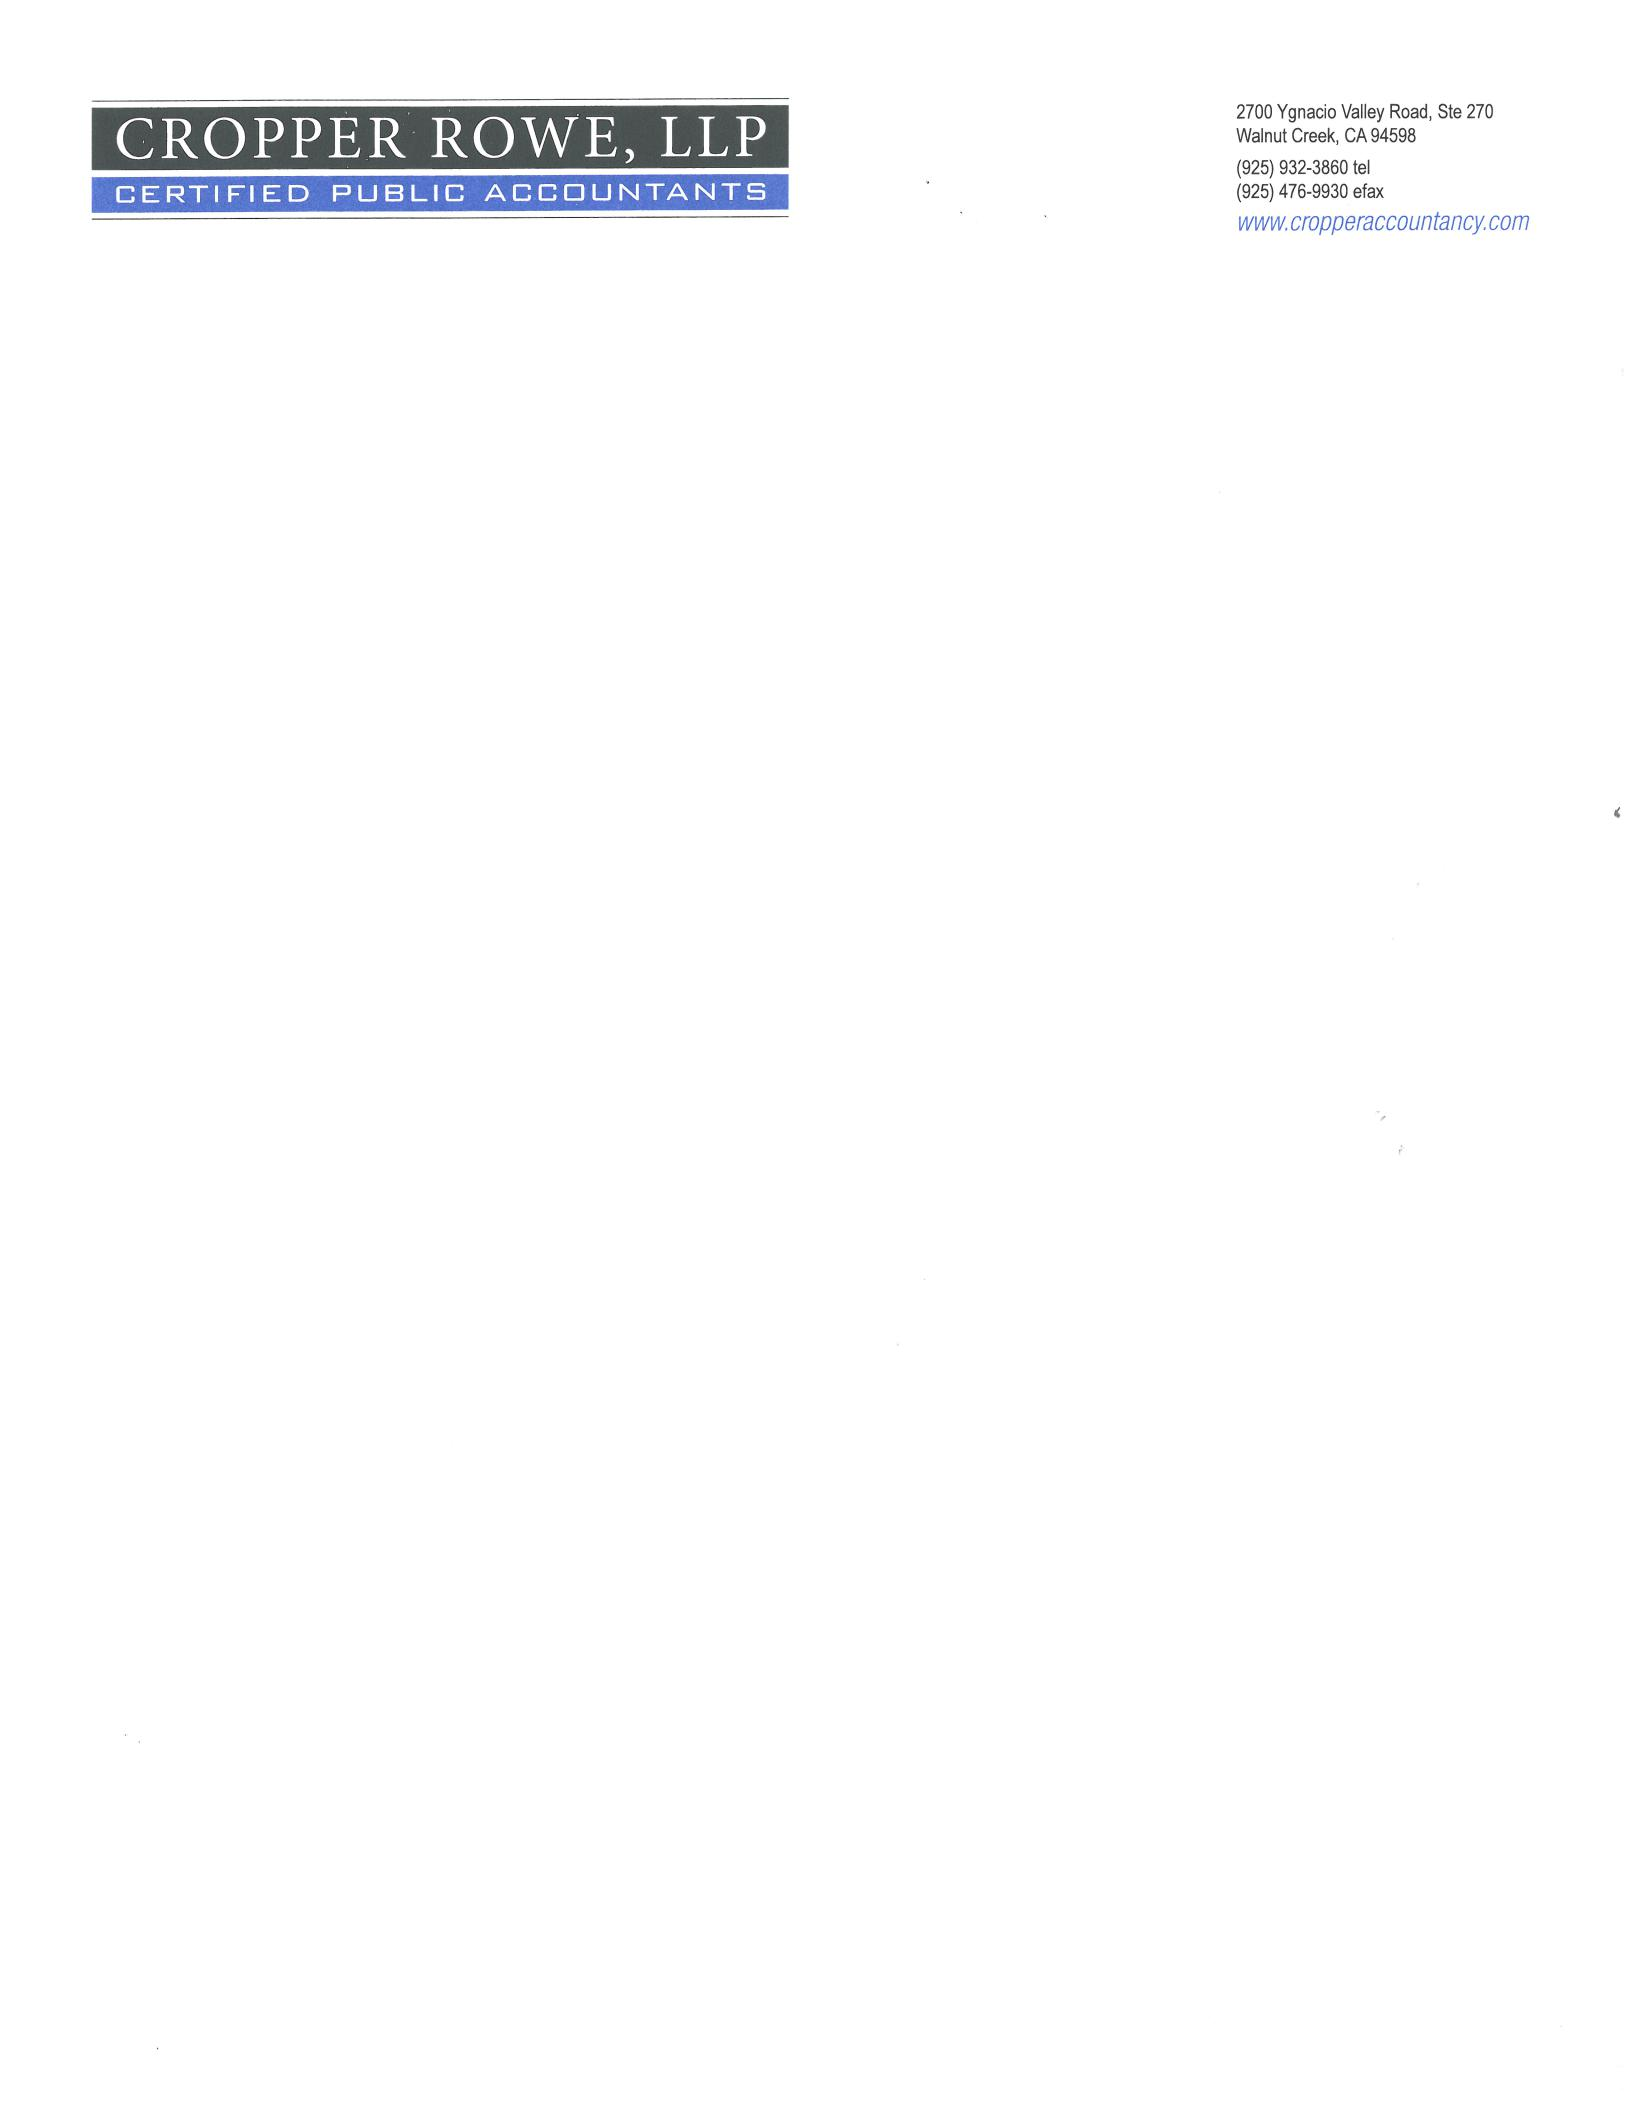 CROPPER ROWE, LLP
CERTIFIED PUBLIC ACCOUNTANTS
2700 Ygnacio Valley Road, Ste 270
Walnut Creek, CA 94598
(925) 932-3860 tel
(925) 476-9930 efax
www.cropperaccountancy.com